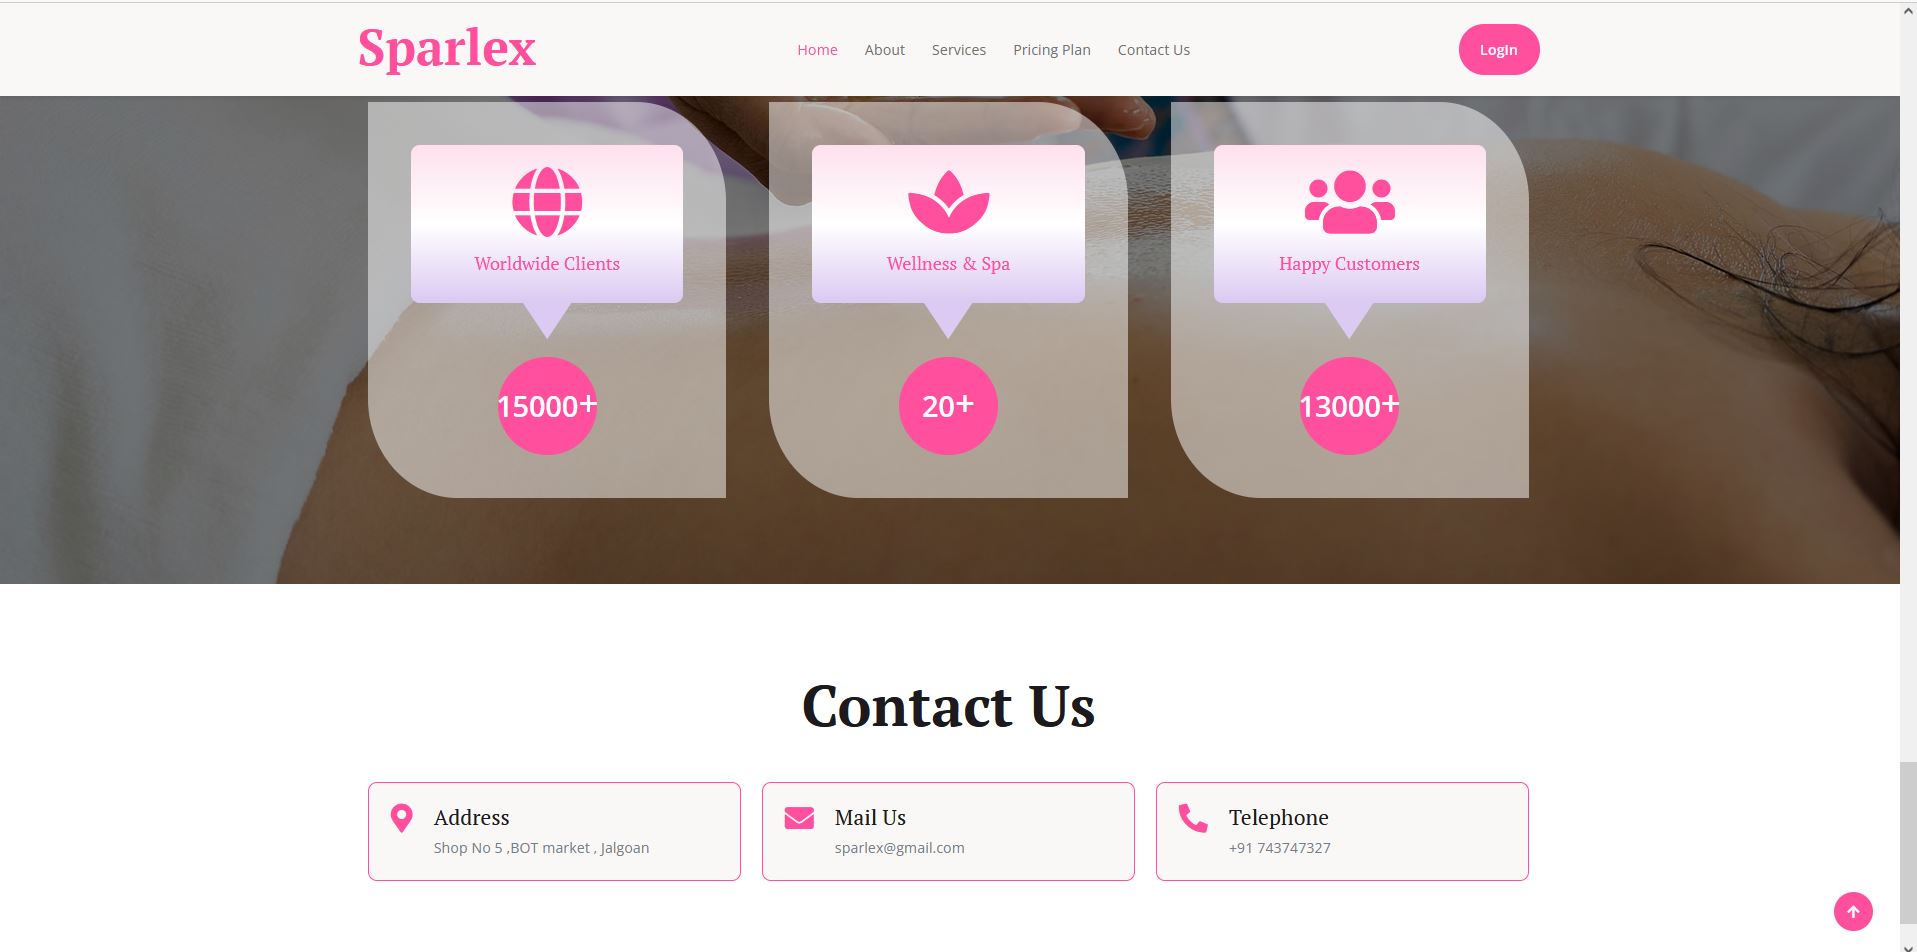 Sparlex
Home About Services Pricing Plan Contact Us
LogIn
Worldwide Clients
15000+
Wellness & Spa
20+
Happy Customers
13000+
Contact Us
Address
Shop No 5 ,BOT market , Jalgoan
Mail Us
sparlex@gmail.com
Telephone
+91 743747327